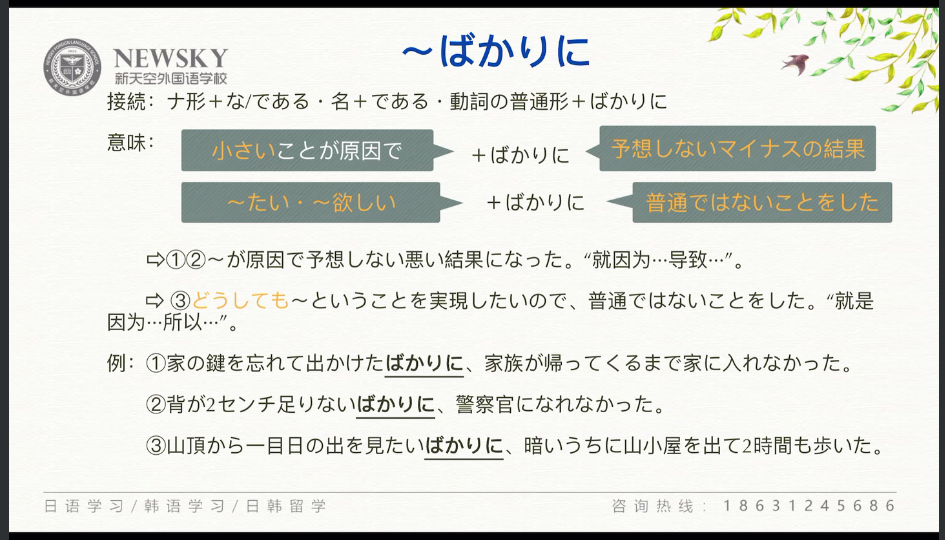 ～ばかりに
NEWSKY
新天空外国语学校
接続：ナ形＋な/である・名＋である・動詞の普通形＋ばかりに
意味：
小さいことが原因で ＋ばかりに 予想しないマイナスの結果
～たい・～欲しい ＋ばかりに 普通ではないことをした
⇨①②～が原因で予想しない悪い結果になった。“就因为…导致…”。
⇨ ③どうしても～ということを実現したいので、普通ではないことをした。“就是
因为…所以…”。
例：①家の鍵を忘れて出かけたばかりに、家族が帰ってくるまで家に入れなかった。
②背が2センチ足りないばかりに、警察官になれなかった。
③山頂から一目日の出を見たいばかりに、暗いうちに山小屋を出て2時間も歩いた。
日语学习/韩语学习/日韩留学
咨询热线：18631245686